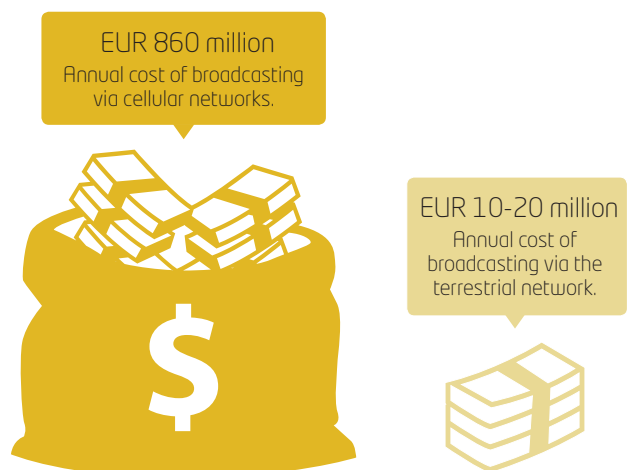 EUR 860 million
Annual cost of broadcasting
via cellular networks.
EUR 10-20 million
Annual cost of
broadcasting via the
terrestrial network.
$